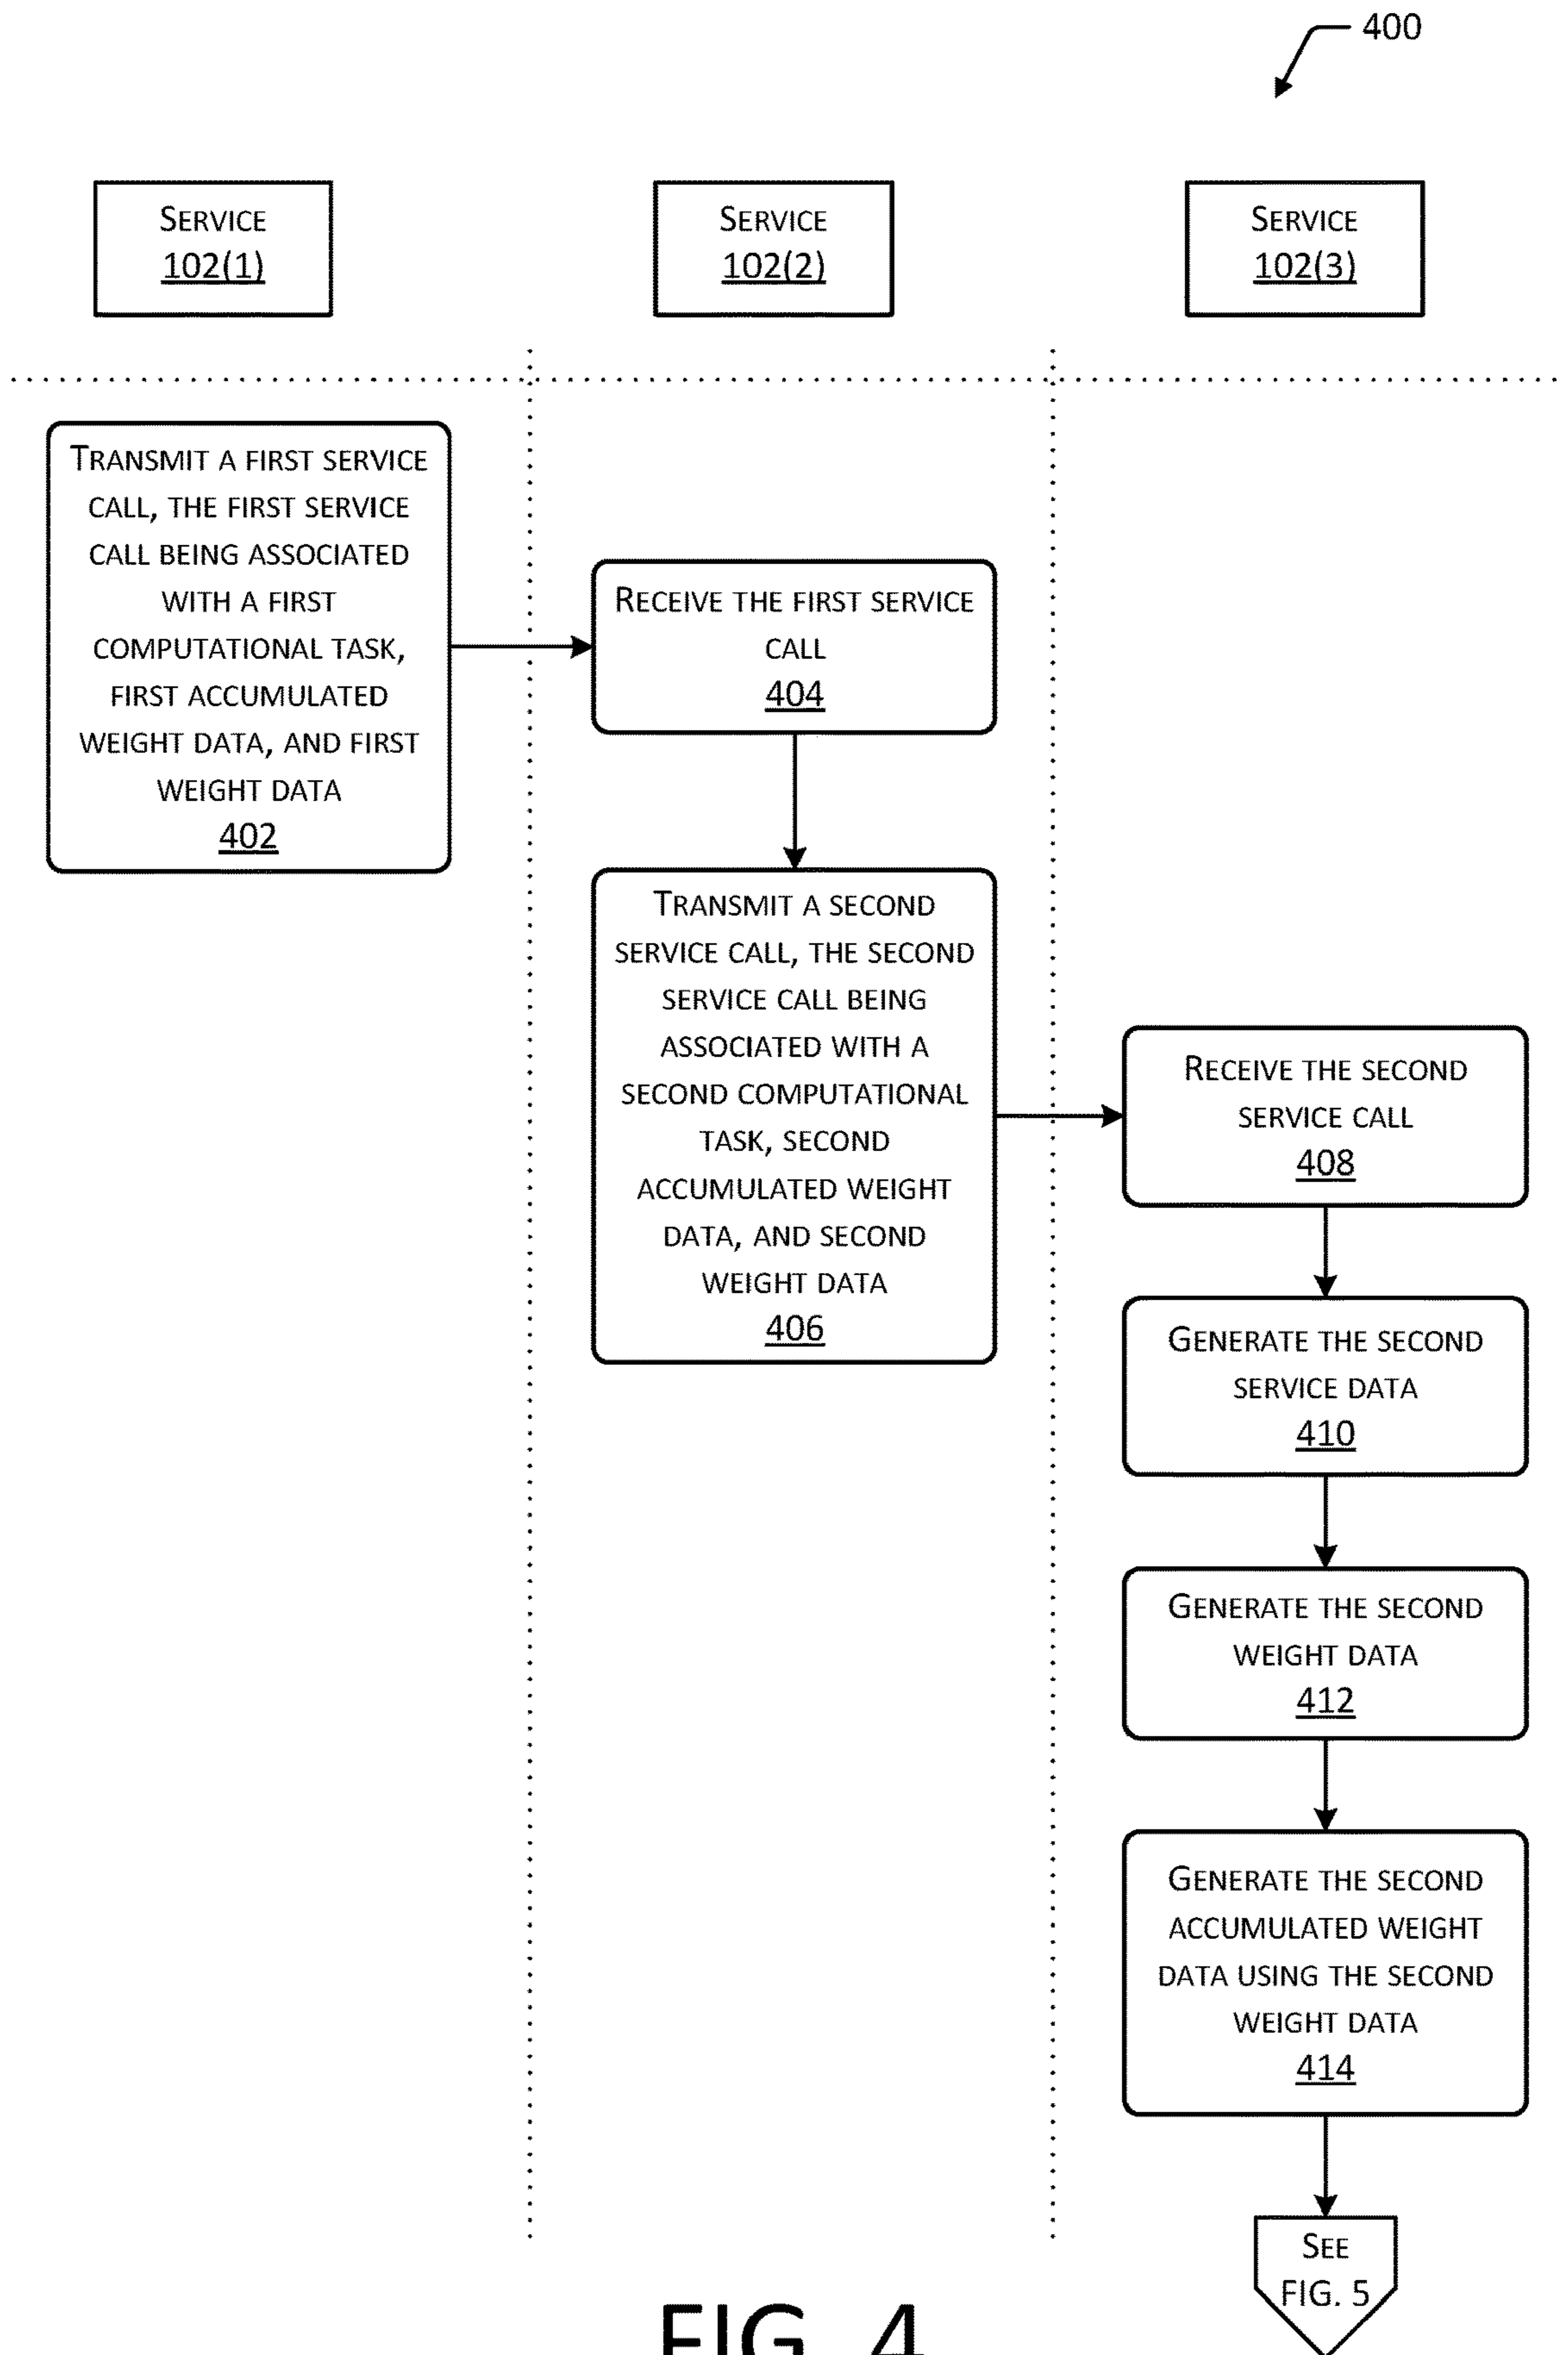 400
SERVICE
102(1)
SERVICE
102(2)
SERVICE
102(3)
TRANSMIT A FIRST SERVICE
CALL, THE FIRST SERVICE
CALL BEING ASSOCIATED
WITH A FIRST
COMPUTATIONAL TASK,
FIRST ACCUMULATED
WEIGHT DATA, AND FIRST
WEIGHT DATA
402
RECEIVE THE FIRST SERVICE
CALL
404
TRANSMIT A SECOND
SERVICE CALL, THE SECOND
SERVICE CALL BEING
ASSOCIATED WITH A
SECOND COMPUTATIONAL
TASK, SECOND
ACCUMULATED WEIGHT
DATA, AND SECOND
WEIGHT DATA
406
RECEIVE THE SECOND
SERVICE CALL
408
GENERATE THE SECOND
SERVICE DATA
410
GENERATE THE SECOND
WEIGHT DATA
412
GENERATE THE SECOND
ACCUMULATED WEIGHT
DATA USING THE SECOND
WEIGHT DATA
414
SEE
FIG. 5
FIG. 4